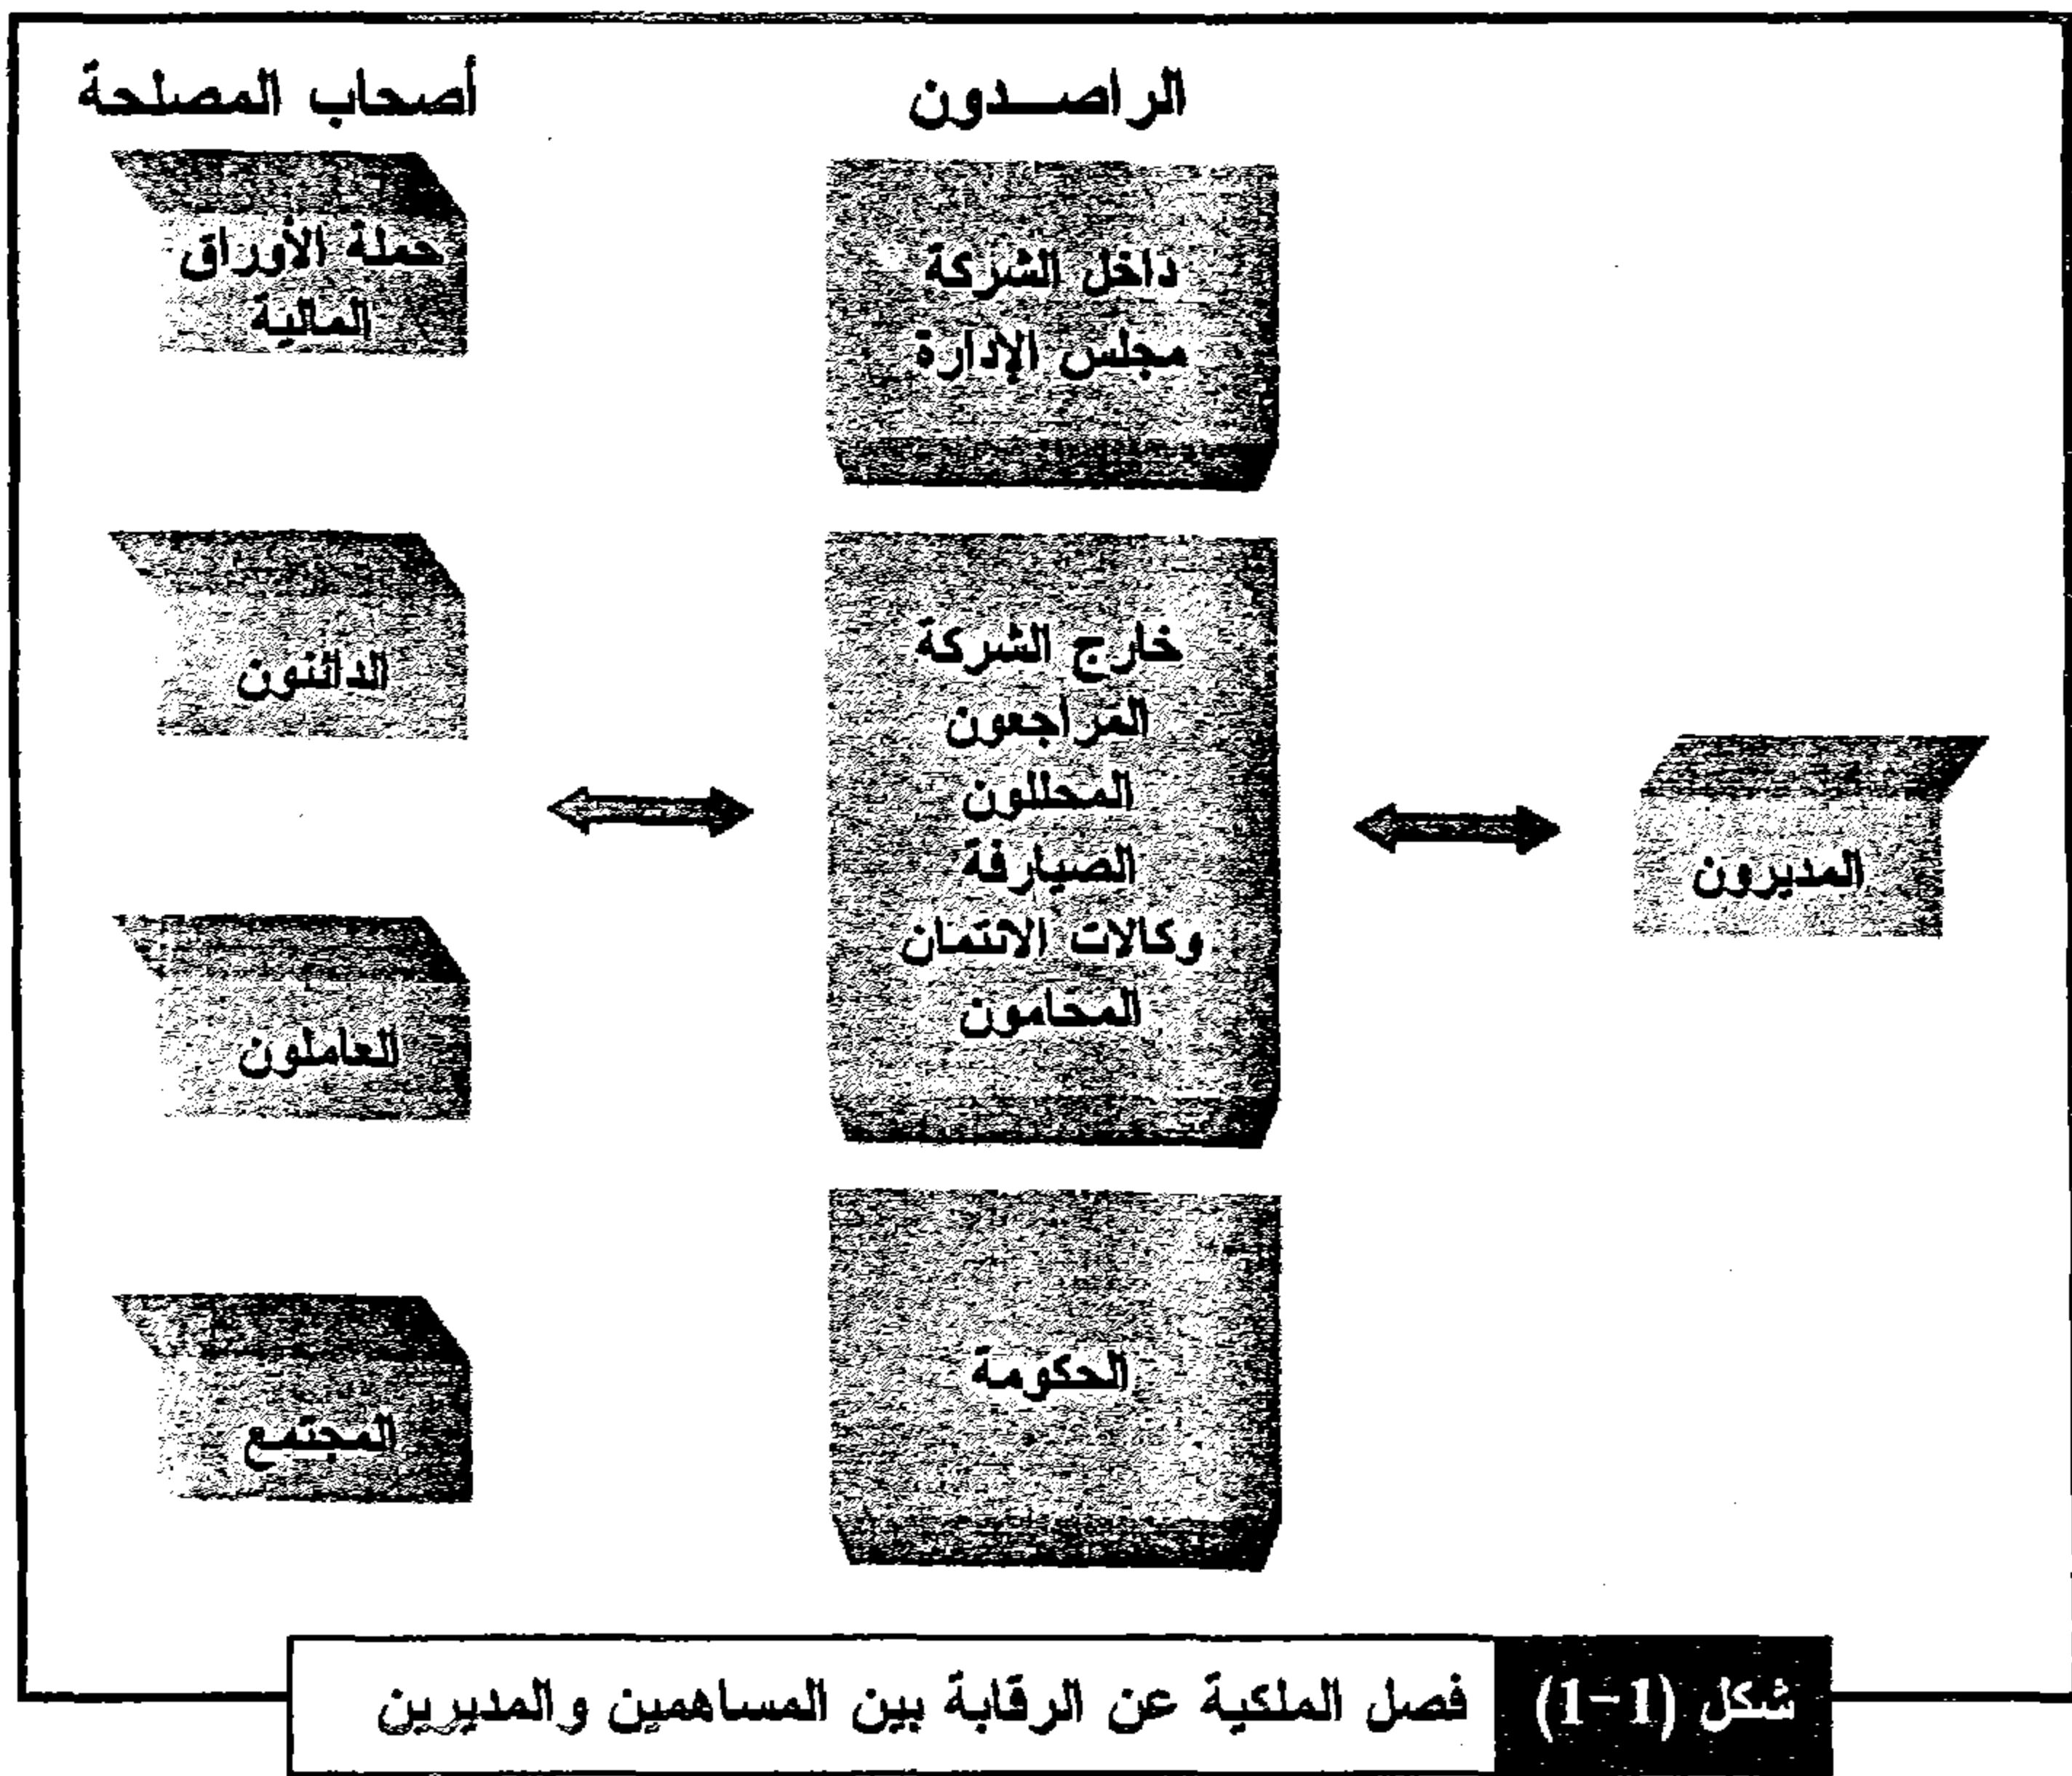 الراصدون
أصحاب المصلحة
المديرون
داخل الشركة
مجلس الإدارة
خارج الشركة
المراجعون
المحللون
الصيارفة
وكالات الائتمان
المحامون
الحكومة
حملة الأوراق
المالية
الدائنون
العاملون
المجتمع
شكل (1-1) فصل الملكية عن الرقابة بين المساهمين والمديرين